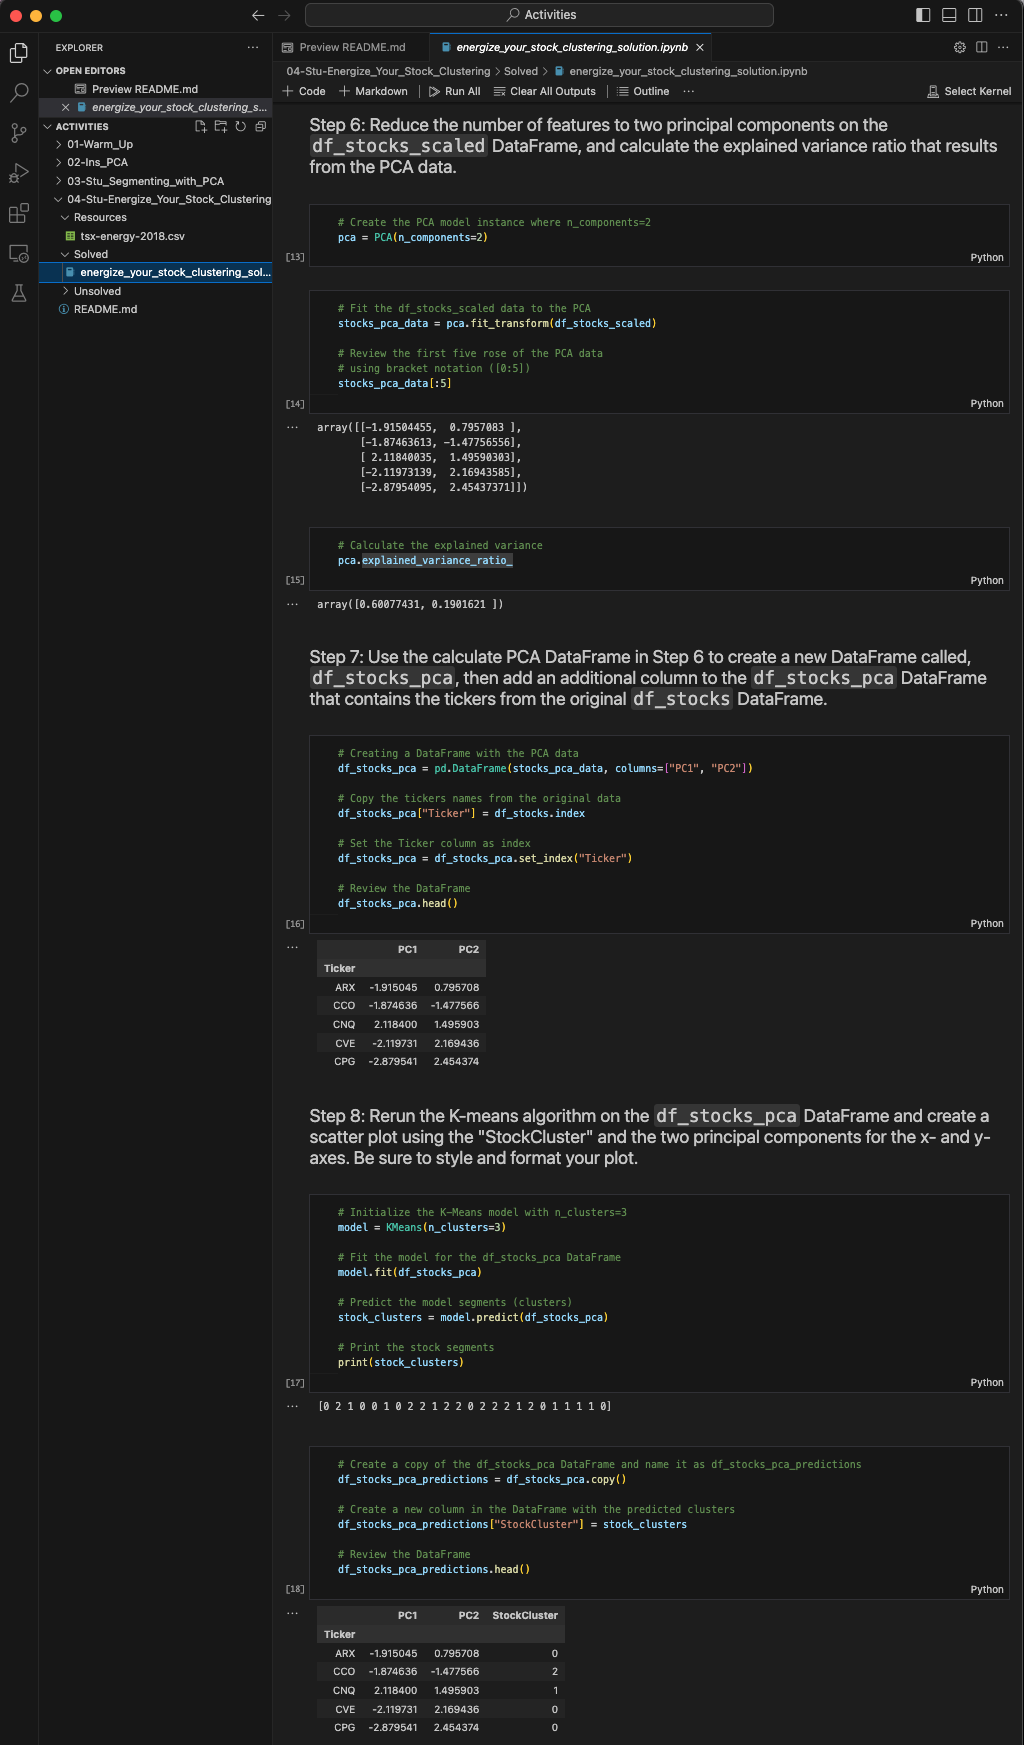 Activities
EXPLORER
OPEN EDITORS
Preview README.md
energize_your_stock_clustering_s...
ACTIVITIES
01-Warm_Up
02-Ins_PCA
03-Stu_Segmenting_with_PCA
04-Stu-Energize_Your_Stock_Clustering
Resources
tsx-energy-2018.csv
Solved
energize_your_stock_clustering_sol...
Unsolved
README.md
Preview README.md
energize_your_stock_clustering_solution.ipynb
04-Stu-Energize_Your_Stock_Clustering > Solved > energize_your_stock_clustering_solution.ipynb
+ Code + Markdown Run All Clear All Outputs Outline ... Select Kernel
Step 6: Reduce the number of features to two principal components on the
df_stocks_scaled DataFrame, and calculate the explained variance ratio that results
from the PCA data.
# Create the PCA model instance where n_components=2
pca = PCA(n_components=2)
[13] Python
# Fit the df_stocks_scaled data to the PCA
stocks_pca_data = pca.fit_transform(df_stocks_scaled)
# Review the first five rose of the PCA data
# using bracket notation ([0:5])
stocks_pca_data[:5]
[14] Python
array([[-1.91504455, 0.7957083 ],
[-1.87463613, -1.47756556],
[ 2.11840035, 1.49590303],
[-2.11973139, 2.16943585],
[-2.87954095, 2.45437371]])
# Calculate the explained variance
pca.explained_variance_ratio_
[15] Python
array([0.60077431, 0.1901621 ])
Step 7: Use the calculate PCA DataFrame in Step 6 to create a new DataFrame called,
df_stocks_pca, then add an additional column to the df_stocks_pca DataFrame
that contains the tickers from the original df_stocks DataFrame.
# Creating a DataFrame with the PCA data
df_stocks_pca = pd.DataFrame(stocks_pca_data, columns=["PC1", "PC2"])
# Copy the tickers names from the original data
df_stocks_pca["Ticker"] = df_stocks.index
# Set the Ticker column as index
df_stocks_pca = df_stocks_pca.set_index("Ticker")
# Review the DataFrame
df_stocks_pca.head()
[16] Python
PC1 PC2
Ticker
ARX -1.915045 0.795708
CCO -1.874636 -1.477566
CNQ 2.118400 1.495903
CVE -2.119731 2.169436
CPG -2.879541 2.454374
Step 8: Rerun the K-means algorithm on the df_stocks_pca DataFrame and create a
scatter plot using the "StockCluster" and the two principal components for the x- and y-
axes. Be sure to style and format your plot.
# Initialize the K-Means model with n_clusters=3
model = KMeans(n_clusters=3)
# Fit the model for the df_stocks_pca DataFrame
model.fit(df_stocks_pca)
# Predict the model segments (clusters)
stock_clusters = model.predict(df_stocks_pca)
# Print the stock segments
print(stock_clusters)
[17] Python
[0 2 1 0 0 1 0 2 2 1 2 2 0 2 2 2 1 2 0 1 1 1 1 0]
# Create a copy of the df_stocks_pca DataFrame and name it as df_stocks_pca_predictions
df_stocks_pca_predictions = df_stocks_pca.copy()
# Create a new column in the DataFrame with the predicted clusters
df_stocks_pca_predictions["StockCluster"] = stock_clusters
# Review the DataFrame
df_stocks_pca_predictions.head()
[18] Python
PC1 PC2 StockCluster
Ticker
ARX -1.915045 0.795708 0
CCO -1.874636 -1.477566 2
CNQ 2.118400 1.495903 1
CVE -2.119731 2.169436 0
CPG -2.879541 2.454374 0